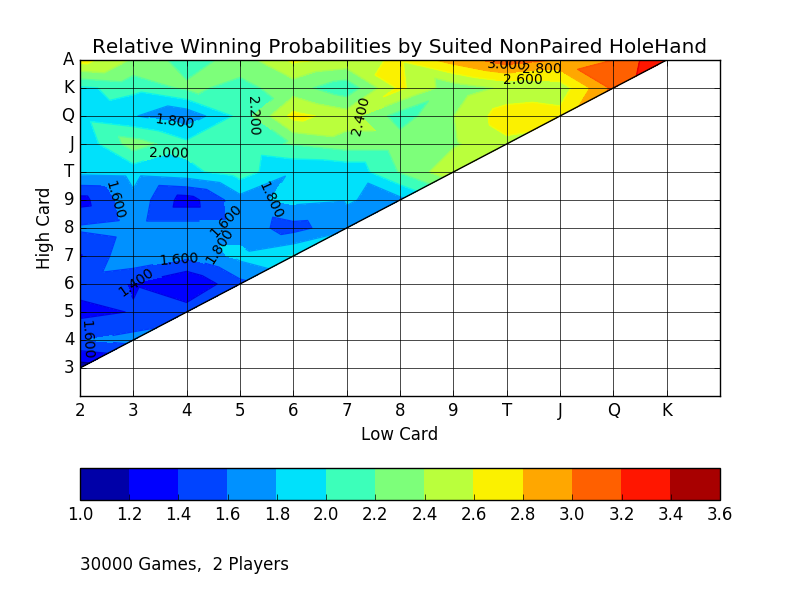 Relative Winning Probabilities by Suited NonPaired HoleHand
A
K
Q
J
T
9
8
7
6
5
4
3
High Card
3.000
2.800
2.600
2.400
2.200
1.800
2.000
1.600
1.800
1.600
1.800
1.600
1.400
1.600
2 3 4 5 6 7 8 9 T J Q K
Low Card
1.0 1.2 1.4 1.6 1.8 2.0 2.2 2.4 2.6 2.8 3.0 3.2 3.4 3.6
30000 Games,  2 Players